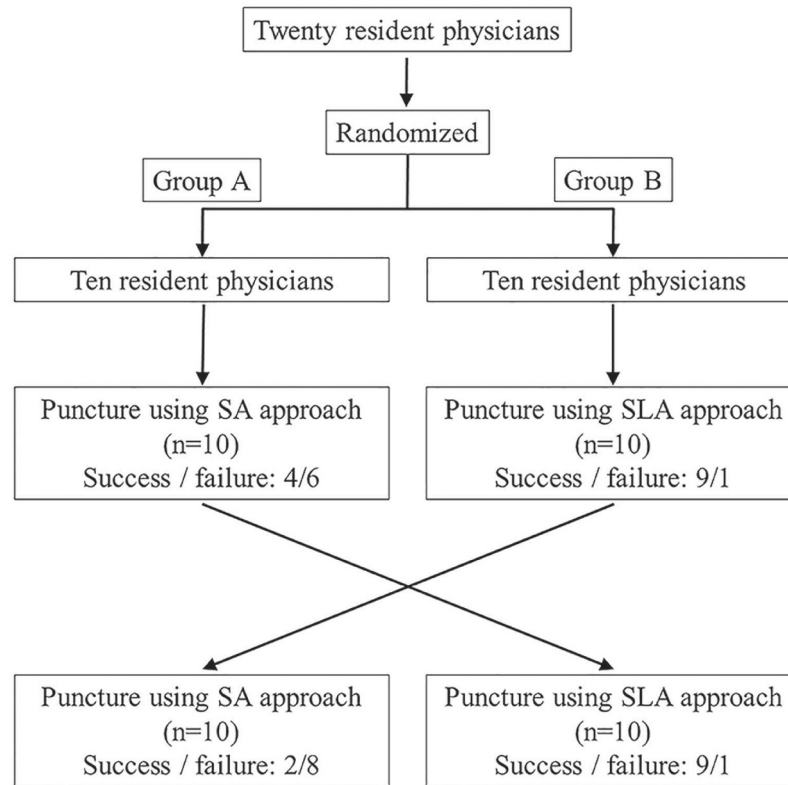 Twenty resident physicians
Randomized
Group A
Group B
Ten resident physicians
Ten resident physicians
Puncture using SA approach
(n=10)
Success / failure: 4/6
Puncture using SLA approach
(n=10)
Success / failure: 9/1
Puncture using SA approach
(n=10)
Success / failure: 2/8
Puncture using SLA approach
(n=10)
Success / failure: 9/1